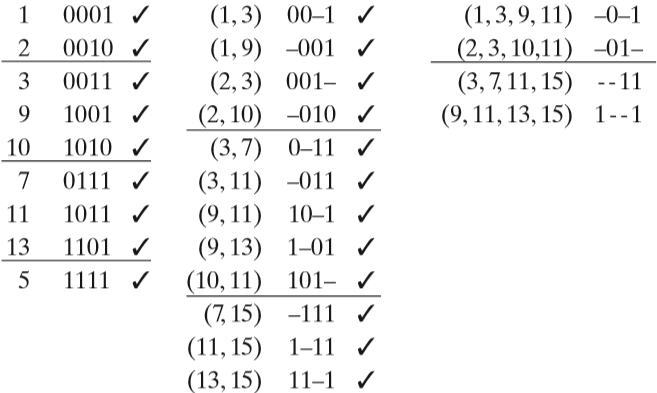 1 0001 ✓ (1, 3) 00–1 ✓ (1, 3, 9, 11) –0–1
2 0010 ✓ (1, 9) –001 ✓ (2, 3, 10,11) –01–
3 0011 ✓ (2, 3) 001– ✓ (3, 7, 11, 15) --11
9 1001 ✓ (2, 10) –010 ✓ (9, 11, 13, 15) 1--1
10 1010 ✓ (3, 7) 0–11 ✓
7 0111 ✓ (3, 11) –011 ✓
11 1011 ✓ (9, 11) 10–1 ✓
13 1101 ✓ (9, 13) 1–01 ✓
5 1111 ✓ (10, 11) 101– ✓
(7, 15) –111 ✓
(11, 15) 1–11 ✓
(13, 15) 11–1 ✓